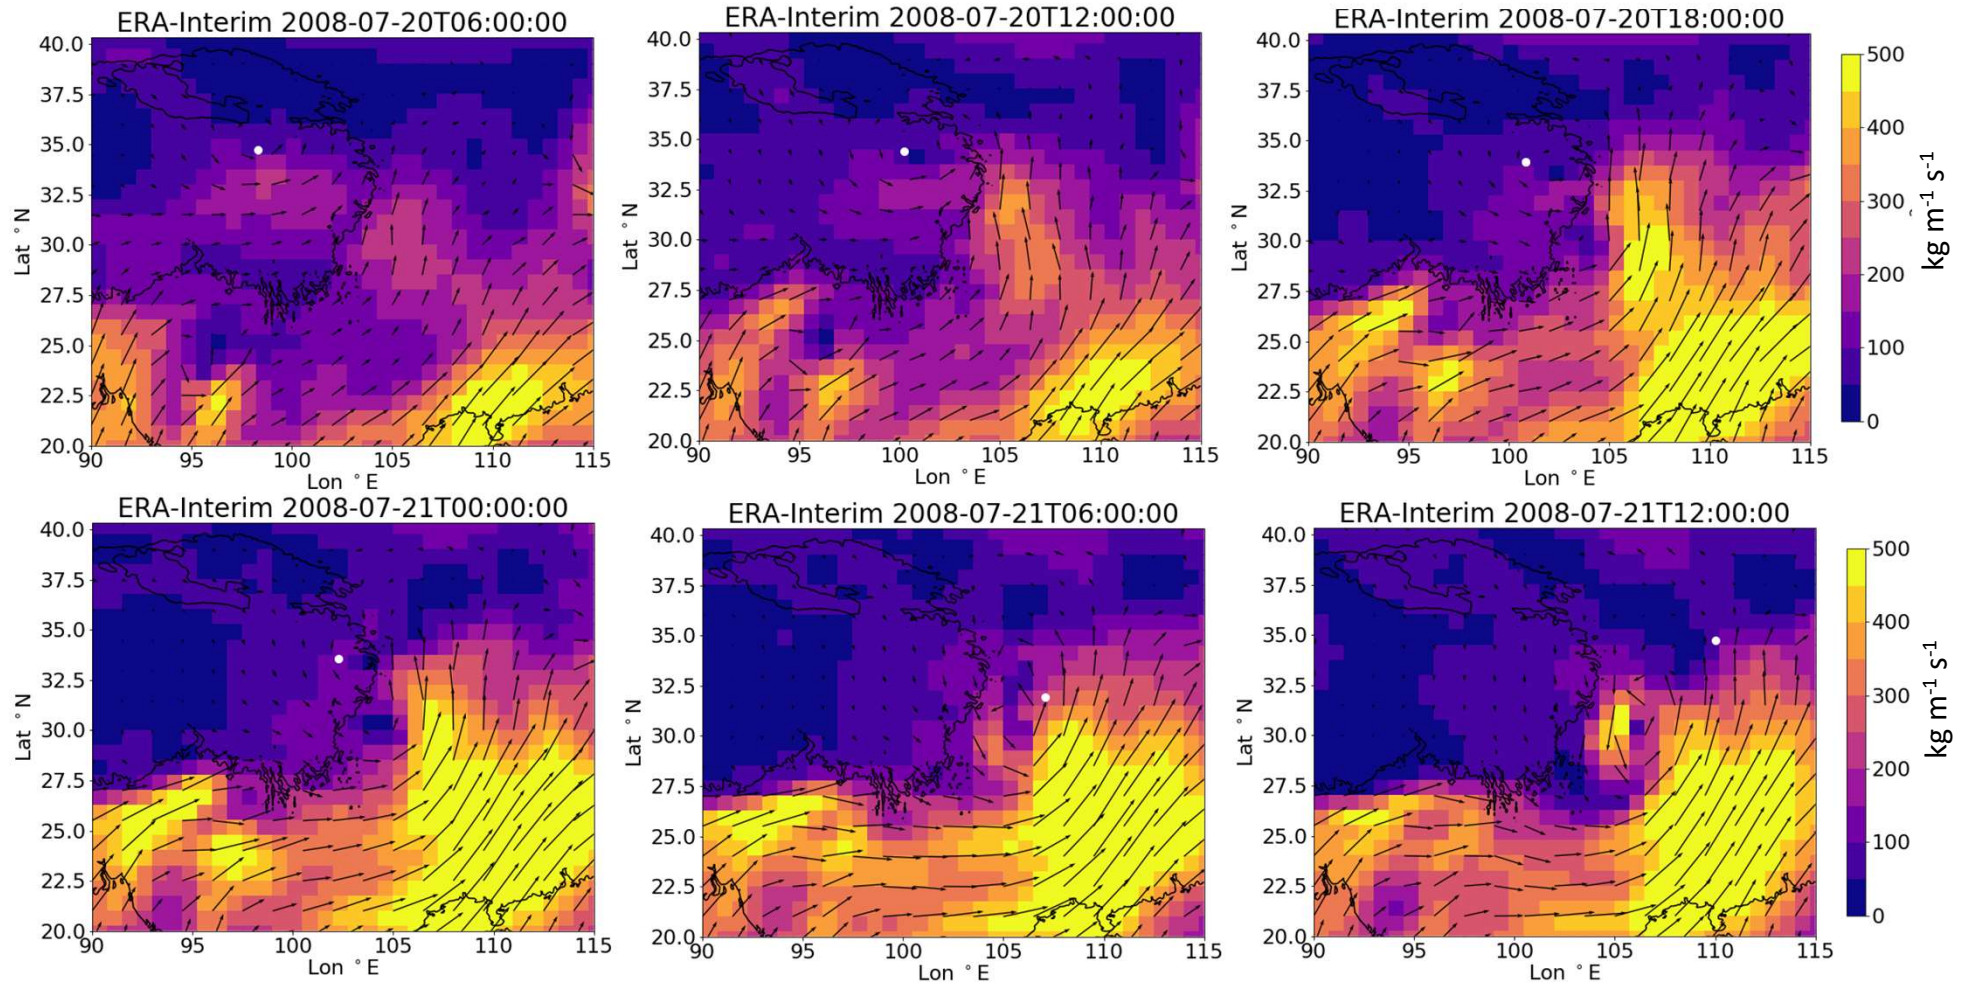 ERA-Interim 2008-07-20T06:00:00
ERA-Interim 2008-07-20T12:00:00
ERA-Interim 2008-07-20T18:00:00
40.0
37.5
35.0
32.5
30.0
27.5
25.0
22.5
20.0
Lat °N
90 95 100 105 110 115
Lon °E
40.0
37.5
35.0
32.5
30.0
27.5
25.0
22.5
20.0
Lat °N
90 95 100 105 110 115
Lon °E
40.0
37.5
35.0
32.5
30.0
27.5
25.0
22.5
20.0
Lat °N
90 95 100 105 110 115
Lon °E
500
400
300
200
100
0
kg m⁻¹ s⁻¹
ERA-Interim 2008-07-21T00:00:00
ERA-Interim 2008-07-21T06:00:00
ERA-Interim 2008-07-21T12:00:00
40.0
37.5
35.0
32.5
30.0
27.5
25.0
22.5
20.0
Lat °N
90 95 100 105 110 115
Lon °E
40.0
37.5
35.0
32.5
30.0
27.5
25.0
22.5
20.0
Lat °N
90 95 100 105 110 115
Lon °E
40.0
37.5
35.0
32.5
30.0
27.5
25.0
22.5
20.0
Lat °N
90 95 100 105 110 115
Lon °E
500
400
300
200
100
0
kg m⁻¹ s⁻¹